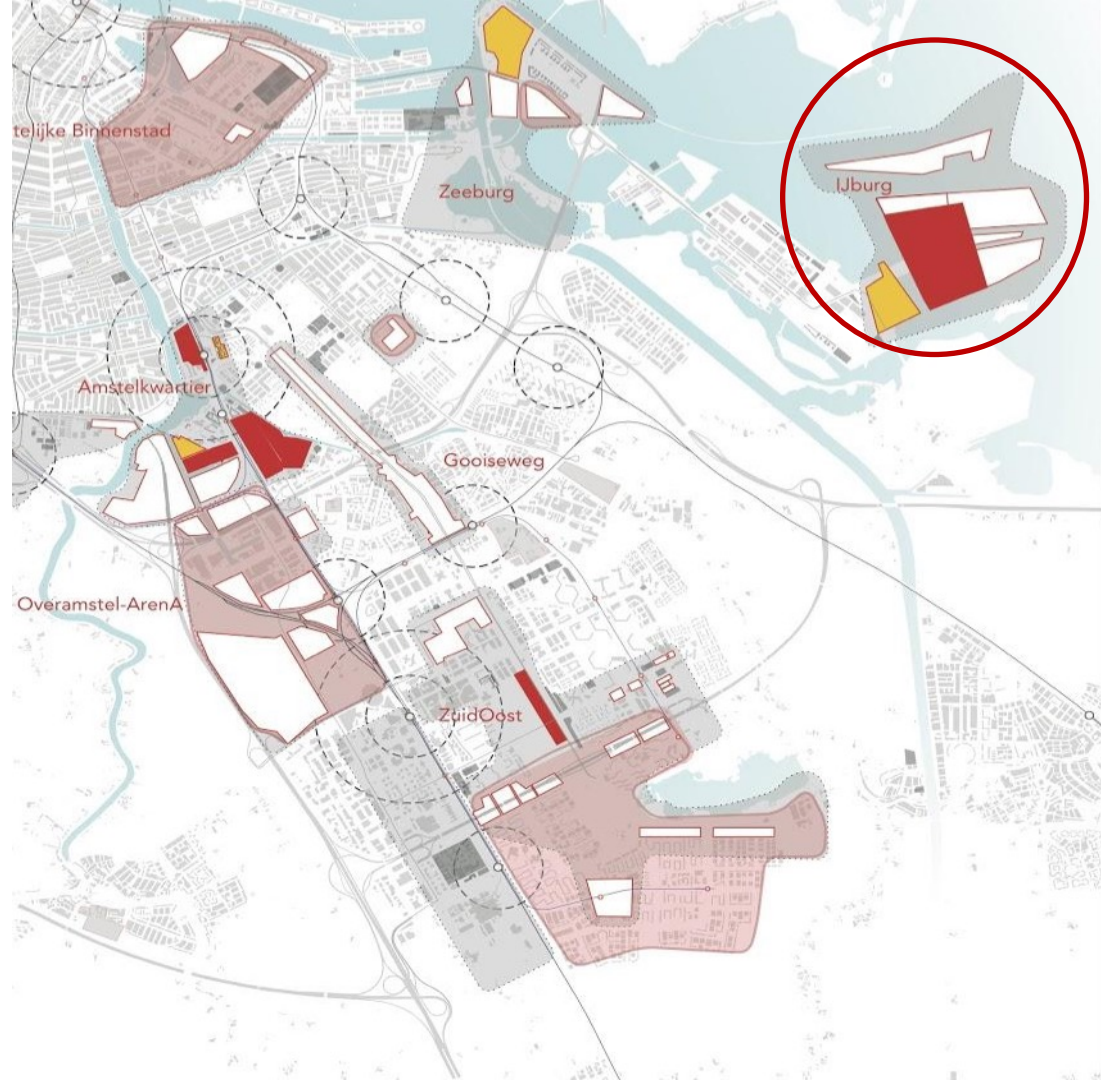 telijke Binnenstad
Zeeburg
IJburg
Amstelkwartier
Gooiseweg
Overamstel-ArenA
ZuidOost